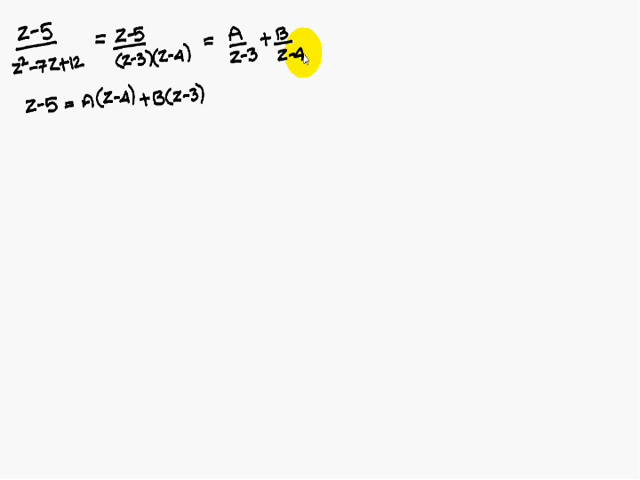 z-5/z²-7z+12 = z-5/(z-3)(z-4) = A/z-3 + B/z-4
z-5 = A(z-4) + B(z-3)